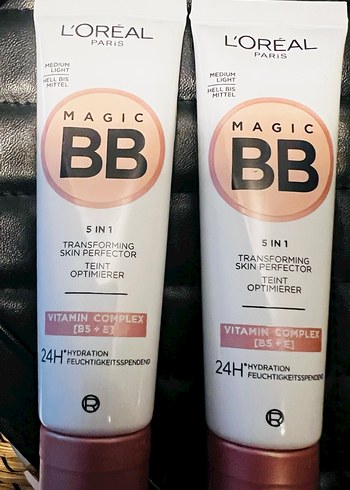 L'ORÉAL
PARIS
MEDIUM
LIGHT
HELL BIS
MITTEL
MAGIC
BB
5 IN 1
TRANSFORMING
SKIN PERFECTOR
TEINT
OPTIMIERER
VITAMIN COMPLEX
[B5 + E]
24H* HYDRATION
FEUCHTIGKEITSSPENDEND
L'ORÉAL
PARIS
MEDIUM
LIGHT
HELL BIS
MITTEL
MAGIC
BB
5 IN 1
TRANSFORMING
SKIN PERFECTOR
TEINT
OPTIMIERER
VITAMIN COMPLEX
[B5 + E]
24H* HYDRATION
FEUCHTIGKEITSSPENDEND